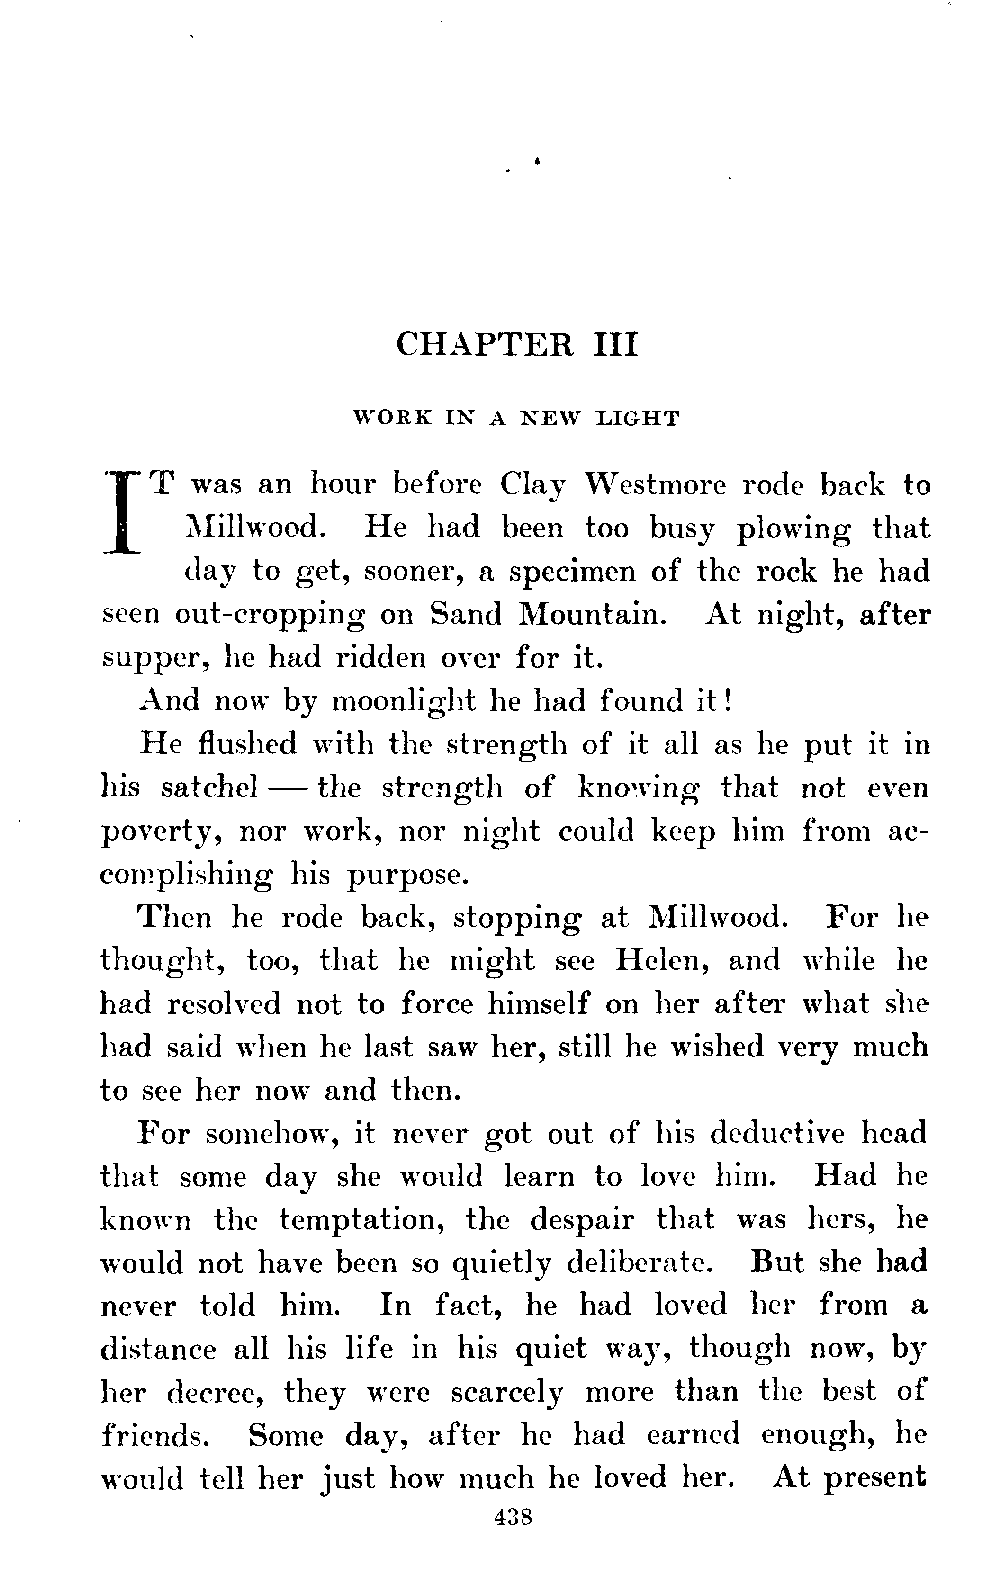 CHAPTER III
WORK IN A NEW LIGHT
IT was an hour before Clay Westmore rode back to
Millwood. He had been too busy plowing that
day to get, sooner, a specimen of the rock he had
seen out-cropping on Sand Mountain. At night, after
supper, he had ridden over for it.
And now by moonlight he had found it!
He flushed with the strength of it all as he put it in
his satchel — the strength of knowing that not even
poverty, nor work, nor night could keep him from ac-
complishing his purpose.
Then he rode back, stopping at Millwood. For he
thought, too, that he might see Helen, and while he
had resolved not to force himself on her after what she
had said when he last saw her, still he wished very much
to see her now and then.
For somehow, it never got out of his deductive head
that some day she would learn to love him. Had he
known the temptation, the despair that was hers, he
would not have been so quietly deliberate. But she had
never told him. In fact, he had loved her from a
distance all his life in his quiet way, though now, by
her decree, they were scarcely more than the best of
friends. Some day, after he had earned enough, he
would tell her just how much he loved her. At present
438